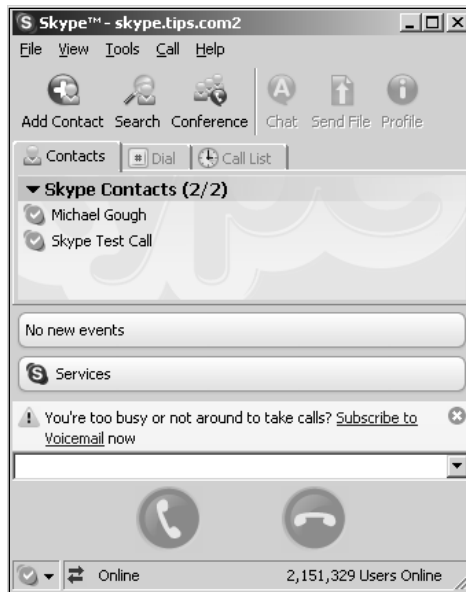 Skype™ - skype.tips.com2
File View Tools Call Help
Add Contact Search Conference Chat Send File Profile
Contacts Dial Call List
Skype Contacts (2/2)
Michael Gough
Skype Test Call
No new events
Services
You're too busy or not around to take calls? Subscribe to
Voicemail now
Online 2,151,329 Users Online